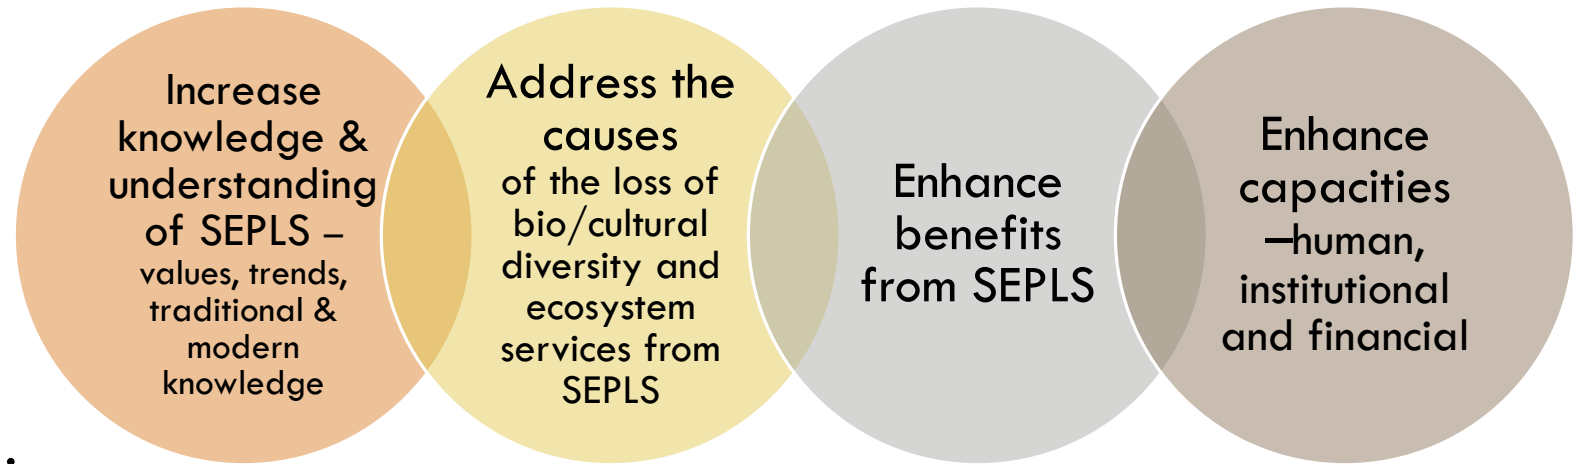 Increase
knowledge &
understanding
of SEPLS –
values, trends,
traditional &
modern
knowledge
Address the
causes
of the loss of
bio/cultural
diversity and
ecosystem
services from
SEPLS
Enhance
benefits
from SEPLS
Enhance
capacities
–human,
institutional
and financial